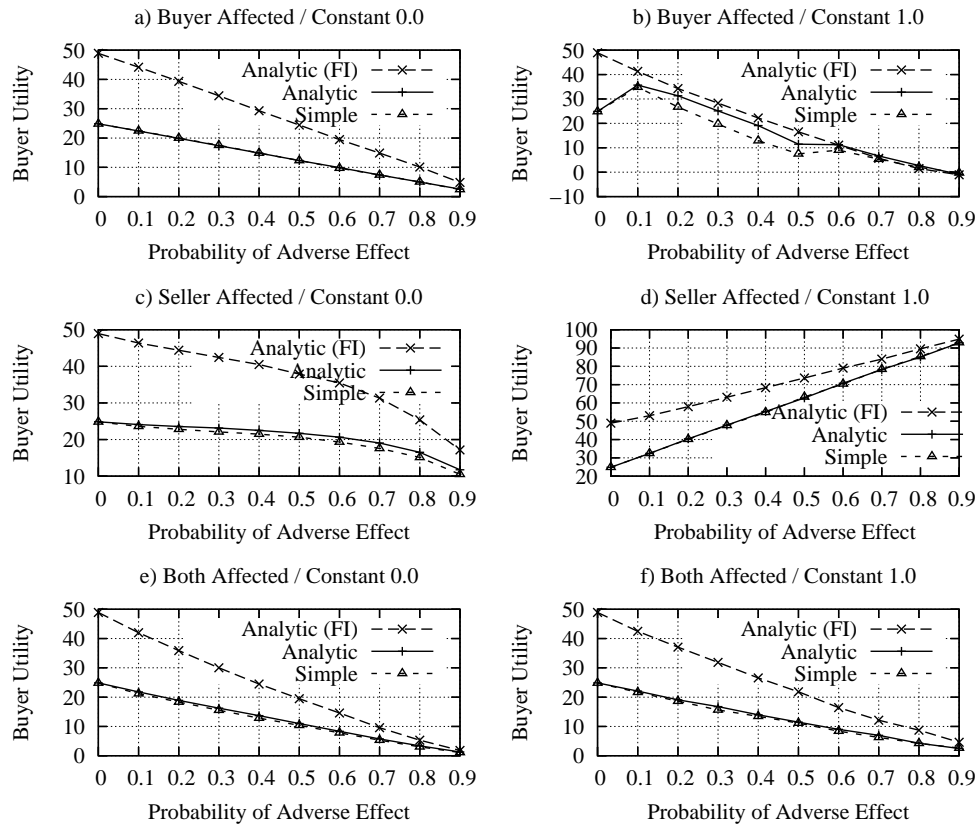 a) Buyer Affected / Constant 0.0
Buyer Utility
50
40
30
20
10
0
Analytic (FI)
Analytic
Simple
0 0.1 0.2 0.3 0.4 0.5 0.6 0.7 0.8 0.9
Probability of Adverse Effect
b) Buyer Affected / Constant 1.0
Buyer Utility
50
40
30
20
10
0
−10
Analytic (FI)
Analytic
Simple
0 0.1 0.2 0.3 0.4 0.5 0.6 0.7 0.8 0.9
Probability of Adverse Effect
c) Seller Affected / Constant 0.0
Buyer Utility
50
40
30
20
10
Analytic (FI)
Analytic
Simple
0 0.1 0.2 0.3 0.4 0.5 0.6 0.7 0.8 0.9
Probability of Adverse Effect
d) Seller Affected / Constant 1.0
Buyer Utility
100
90
80
70
60
50
40
30
20
Analytic (FI)
Analytic
Simple
0 0.1 0.2 0.3 0.4 0.5 0.6 0.7 0.8 0.9
Probability of Adverse Effect
e) Both Affected / Constant 0.0
Buyer Utility
50
40
30
20
10
0
Analytic (FI)
Analytic
Simple
0 0.1 0.2 0.3 0.4 0.5 0.6 0.7 0.8 0.9
Probability of Adverse Effect
f) Both Affected / Constant 1.0
Buyer Utility
50
40
30
20
10
0
Analytic (FI)
Analytic
Simple
0 0.1 0.2 0.3 0.4 0.5 0.6 0.7 0.8 0.9
Probability of Adverse Effect